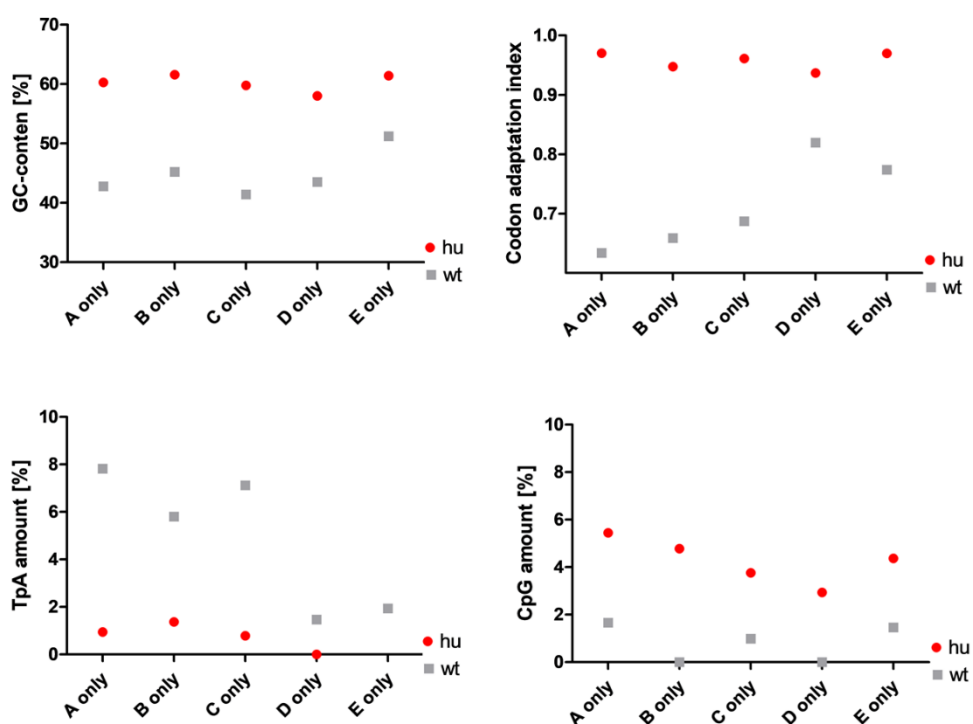 GC-conten [%]
70
60
50
40
30
A only
B only
C only
D only
E only
hu
wt
Codon adaptation index
1.0
0.9
0.8
0.7
A only
B only
C only
D only
E only
hu
wt
TpA amount [%]
10
8
6
4
2
0
A only
B only
C only
D only
E only
hu
wt
CpG amount [%]
10
8
6
4
2
0
A only
B only
C only
D only
E only
hu
wt